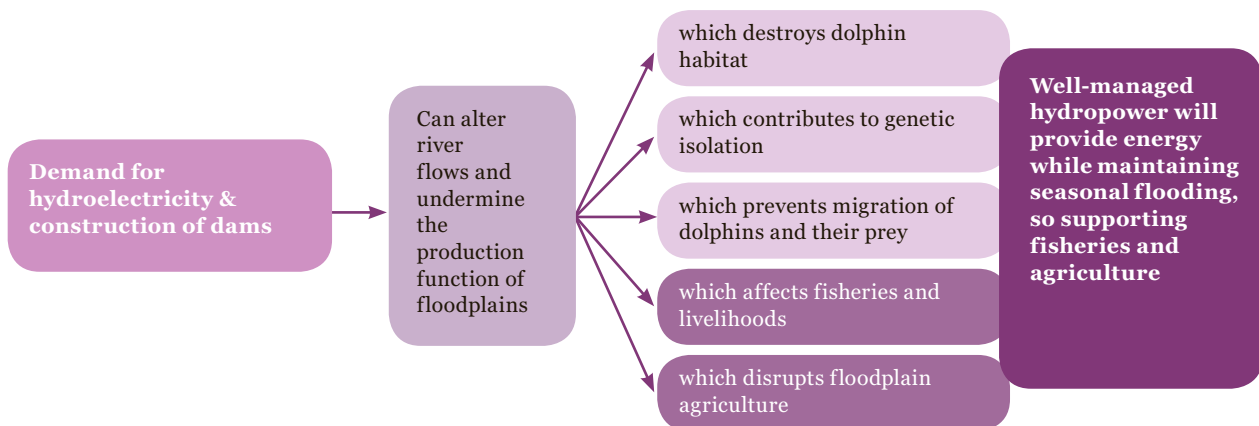 Demand for
hydroelectricity &
construction of dams
Can alter
river
flows and
undermine
the
production
function of
floodplains
which destroys dolphin
habitat
which contributes to genetic
isolation
which prevents migration of
dolphins and their prey
which affects fisheries and
livelihoods
which disrupts floodplain
agriculture
Well-managed
hydropower will
provide energy
while maintaining
seasonal flooding,
so supporting
fisheries and
agriculture